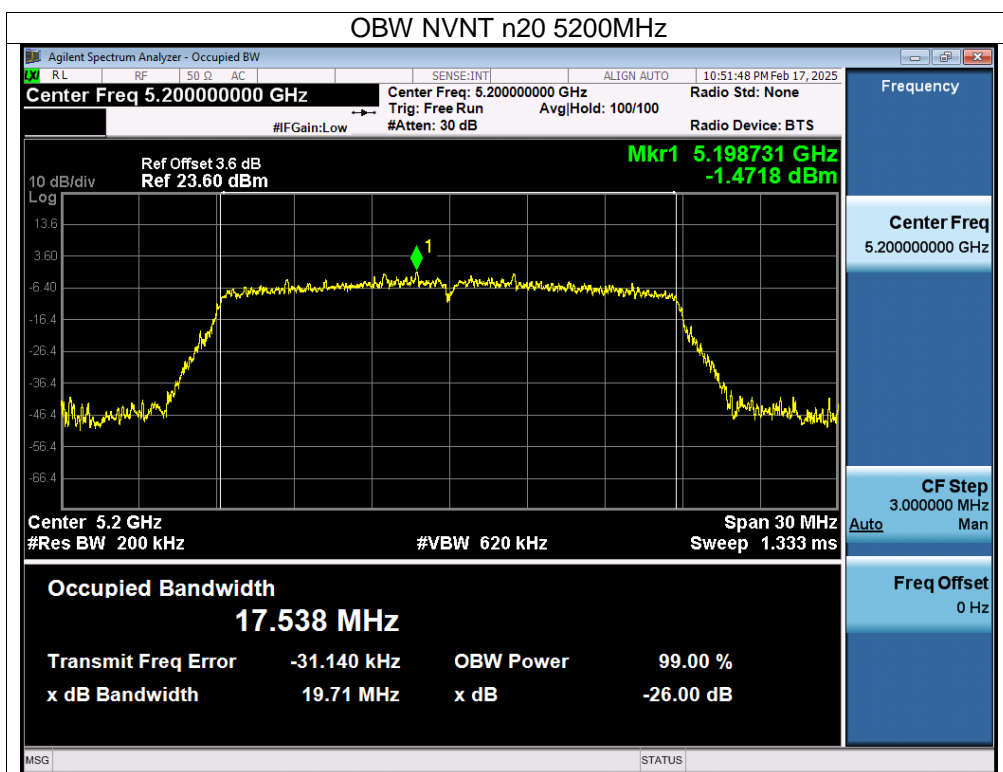 OBW NVNT n20 5200MHz
Agilent Spectrum Analyzer - Occupied BW
LXI RL RF 50 Ω AC SENSE:INT ALIGN AUTO 10:51:48 PM Feb 17, 2025
Center Freq 5.200000000 GHz
Center Freq: 5.200000000 GHz
Radio Std: None
Trig: Free Run Avg|Hold: 100/100
#IFGain:Low
#Atten: 30 dB
Radio Device: BTS
Ref Offset 3.6 dB
10 dB/div Ref 23.60 dBm
Mkr1 5.198731 GHz
-1.4718 dBm
Log
13.6
3.60
-6.40
-16.4
-26.4
-36.4
-46.4
-56.4
-66.4
1
Center 5.2 GHz Span 30 MHz
#Res BW 200 kHz #VBW 620 kHz Sweep 1.333 ms
Occupied Bandwidth
17.538 MHz
Transmit Freq Error -31.140 kHz OBW Power 99.00 %
x dB Bandwidth 19.71 MHz x dB -26.00 dB
MSG STATUS
Frequency
Center Freq
5.200000000 GHz
CF Step
3.000000 MHz
Auto Man
Freq Offset
0 Hz